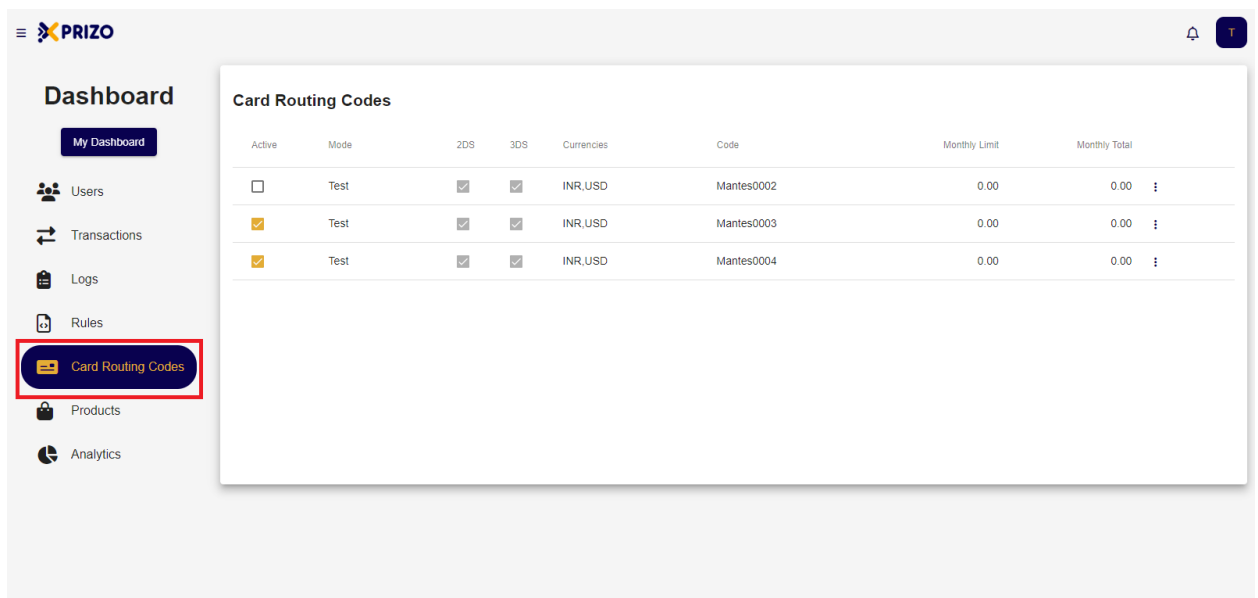 XPRIZO
T
Dashboard
My Dashboard
Users
Transactions
Logs
Rules
Card Routing Codes
Products
Analytics
Card Routing Codes
Active Mode 2DS 3DS Currencies Code Monthly Limit Monthly Total
Test INR,USD Mantes0002 0.00 0.00
Test INR,USD Mantes0003 0.00 0.00
Test INR,USD Mantes0004 0.00 0.00